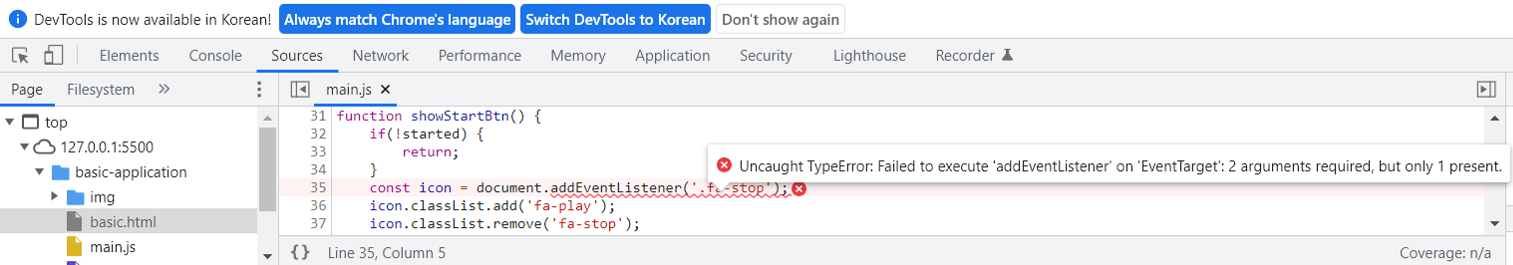 DevTools is now available in Korean! Always match Chrome's language Switch DevTools to Korean Don't show again
Elements Console Sources Network Performance Memory Application Security Lighthouse Recorder
Page Filesystem » main.js ×
top
127.0.0.1:5500
basic-application
img
basic.html
main.js
31 function showStartBtn() {
32 if(!started) {
33 return;
34 }
35 const icon = document.addEventListener('.fa-stop');
36 icon.classList.add('fa-play');
37 icon.classList.remove('fa-stop');
Uncaught TypeError: Failed to execute 'addEventListener' on 'EventTarget': 2 arguments required, but only 1 present.
{} Line 35, Column 5 Coverage: n/a